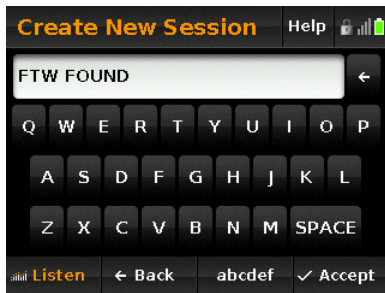 Create New Session Help
FTW FOUND ←
Q W E R T Y U I O P
A S D F G H J K L
Z X C V B N M SPACE
Listen ← Back abcdef ✓ Accept